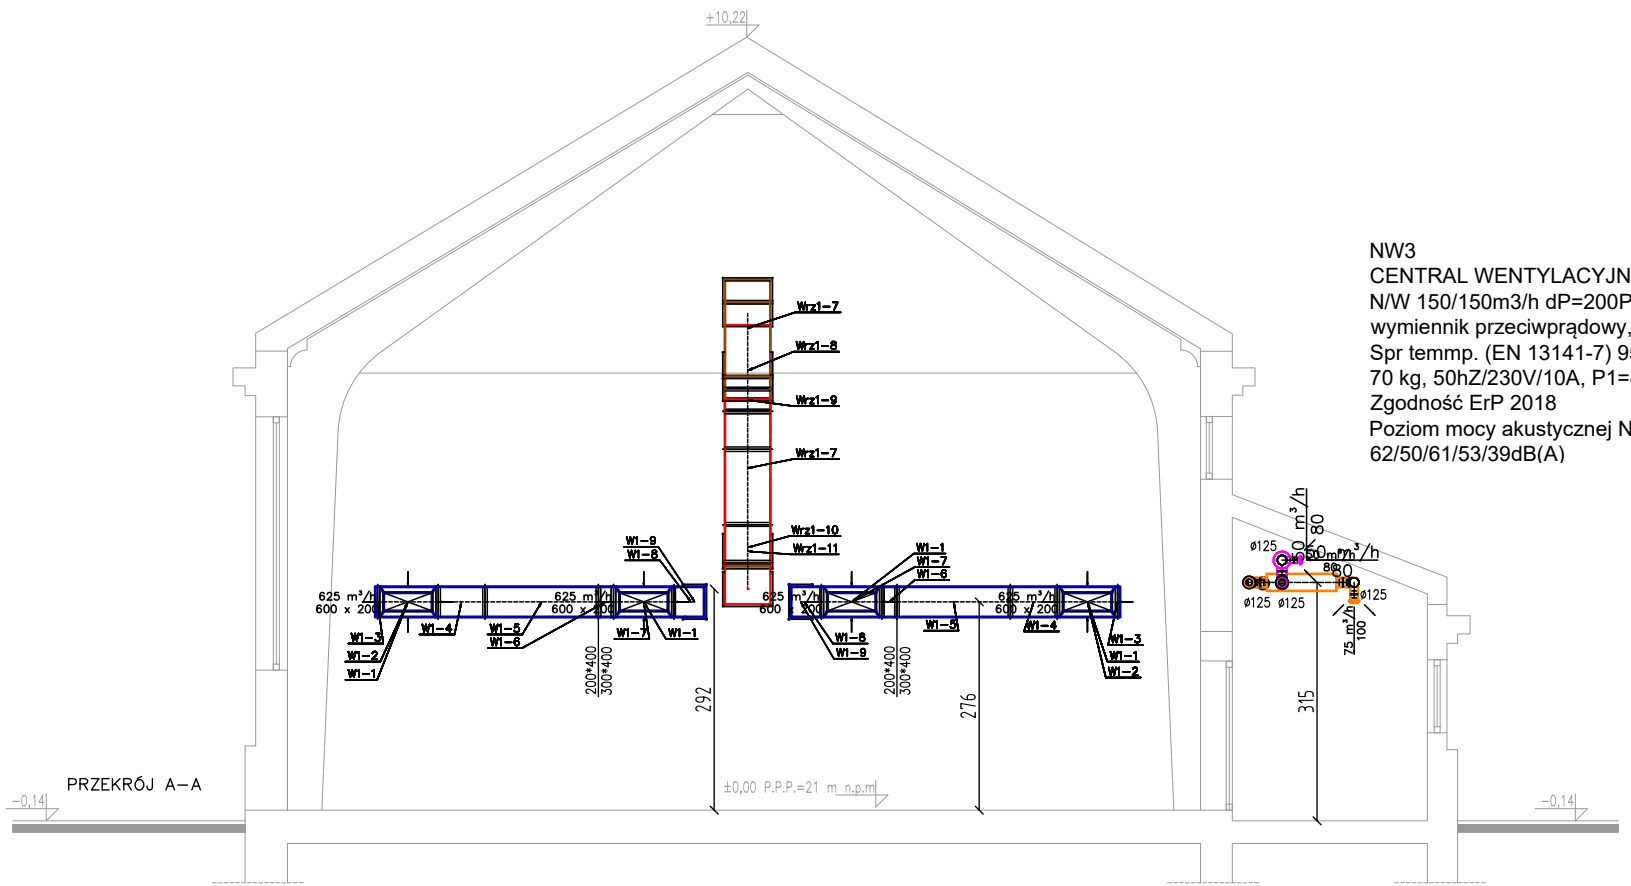 +10,22
NW3
CENTRAL WENTYLACYJN
N/W 150/150m3/h dP=200P
wymiennik przeciwprądowy,
Spr temmp. (EN 13141-7) 9
70 kg, 50hZ/230V/10A, P1=
Zgodność ErP 2018
Poziom mocy akustycznej N
62/50/61/53/39dB(A)
Wrz1-7
Wrz1-8
Wrz1-9
Wrz1-7
Wrz1-10
Wrz1-11
W1-9
W1-8
W1-1
W1-7
W1-6
625 m³/h
600 x 200
625 m³/h
600 x 200
625 m³/h
600 x 200
625 m³/h
600 x 200
W1-3
W1-2
W1-1
W1-4
W1-5
W1-6
W1-7
W1-1
W1-8
W1-9
W1-5
W1-4
W1-3
W1-1
W1-2
200*400
300*400
200*400
300*400
292
276
315
ø125
80
80
80
ø125
ø125
ø125
75 m³/h
100
PRZEKRÓJ A-A
±0,00 P.P.P.=21 m n.p.m
-0,14
-0,14